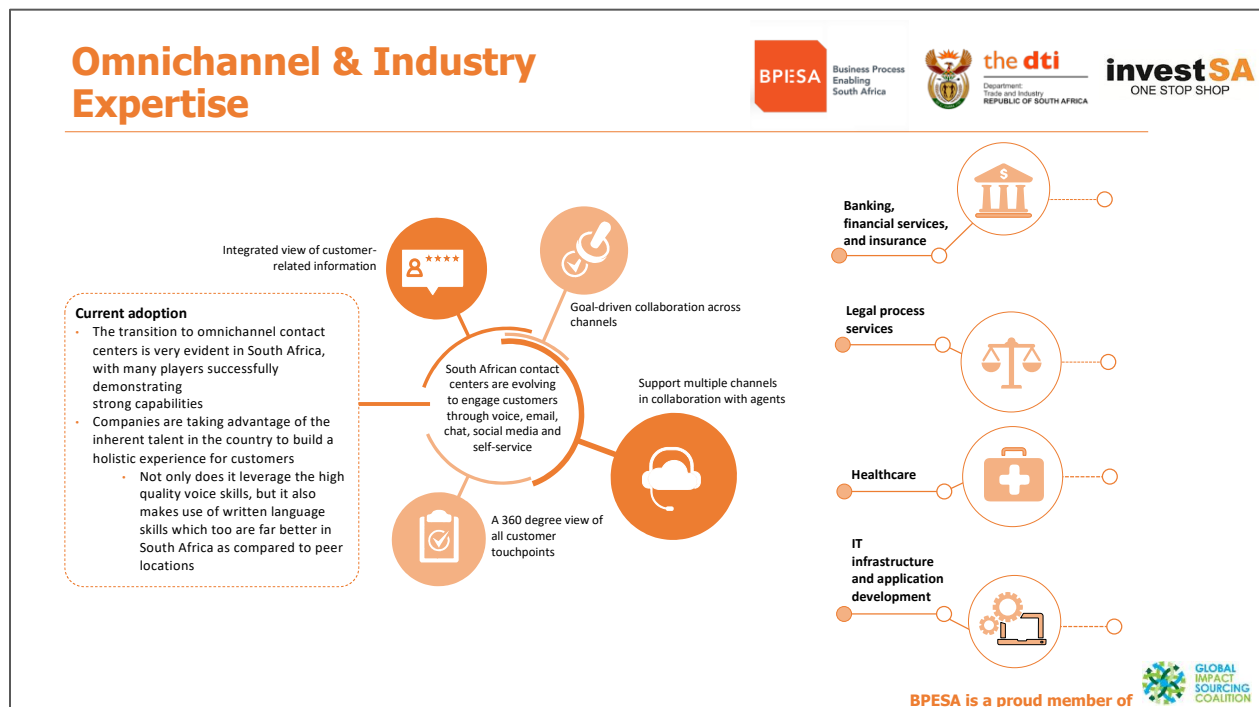 Omnichannel & Industry
Expertise
BPESA
Business Process
Enabling
South Africa
the dti
Department:
Trade and Industry
REPUBLIC OF SOUTH AFRICA
investSA
ONE STOP SHOP
Integrated view of customer-
related information
Goal-driven collaboration across
channels
Current adoption
• The transition to omnichannel contact
centers is very evident in South Africa,
with many players successfully
demonstrating
strong capabilities
• Companies are taking advantage of the
inherent talent in the country to build a
holistic experience for customers
• Not only does it leverage the high
quality voice skills, but it also
makes use of written language
skills which too are far better in
South Africa as compared to peer
locations
South African contact
centers are evolving
to engage customers
through voice, email,
chat, social media and
self-service
Support multiple channels
in collaboration with agents
A 360 degree view of
all customer
touchpoints
Banking,
financial services,
and insurance
$
Legal process
services
Healthcare
IT
infrastructure
and application
development
BPESA is a proud member of
GLOBAL
IMPACT
SOURCING
COALITION